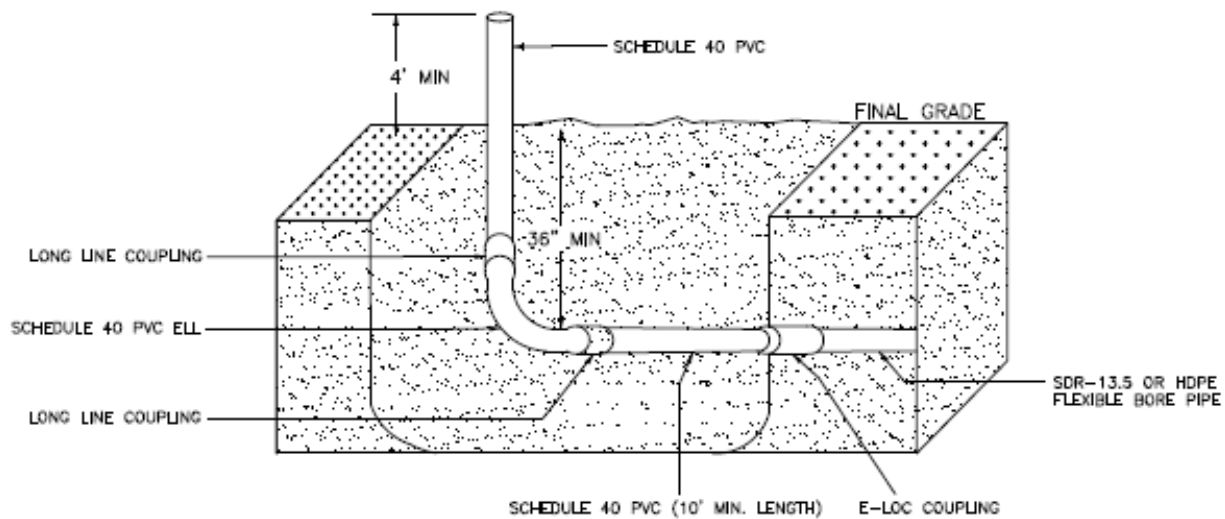 SCHEDULE 40 PVC
4' MIN
FINAL GRADE
36" MIN
LONG LINE COUPLING
SCHEDULE 40 PVC ELL
SDR-13.5 OR HDPE
FLEXIBLE BORE PIPE
LONG LINE COUPLING
SCHEDULE 40 PVC (10' MIN. LENGTH)
E-LOC COUPLING